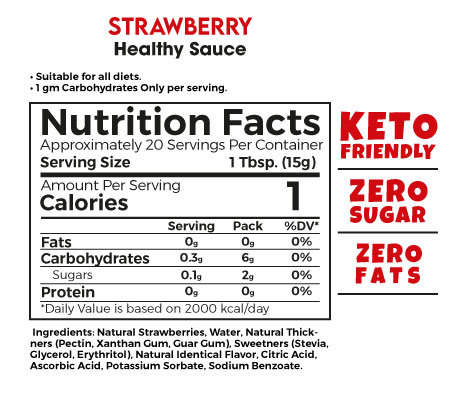 STRAWBERRY
Healthy Sauce
• Suitable for all diets.
• 1 gm Carbohydrates Only per serving.
Nutrition Facts
Approximately 20 Servings Per Container
Serving Size 1 Tbsp. (15g)
Amount Per Serving
Calories 1
Serving Pack %DV*
Fats 0g 0g 0%
Carbohydrates 0.3g 6g 0%
Sugars 0.1g 2g 0%
Protein 0g 0g 0%
*Daily Value is based on 2000 kcal/day
KETO
FRIENDLY
ZERO
SUGAR
ZERO
FATS
Ingredients: Natural Strawberries, Water, Natural Thick-
ners (Pectin, Xanthan Gum, Guar Gum), Sweetners (Stevia,
Glycerol, Erythritol), Natural Identical Flavor, Citric Acid,
Ascorbic Acid, Potassium Sorbate, Sodium Benzoate.